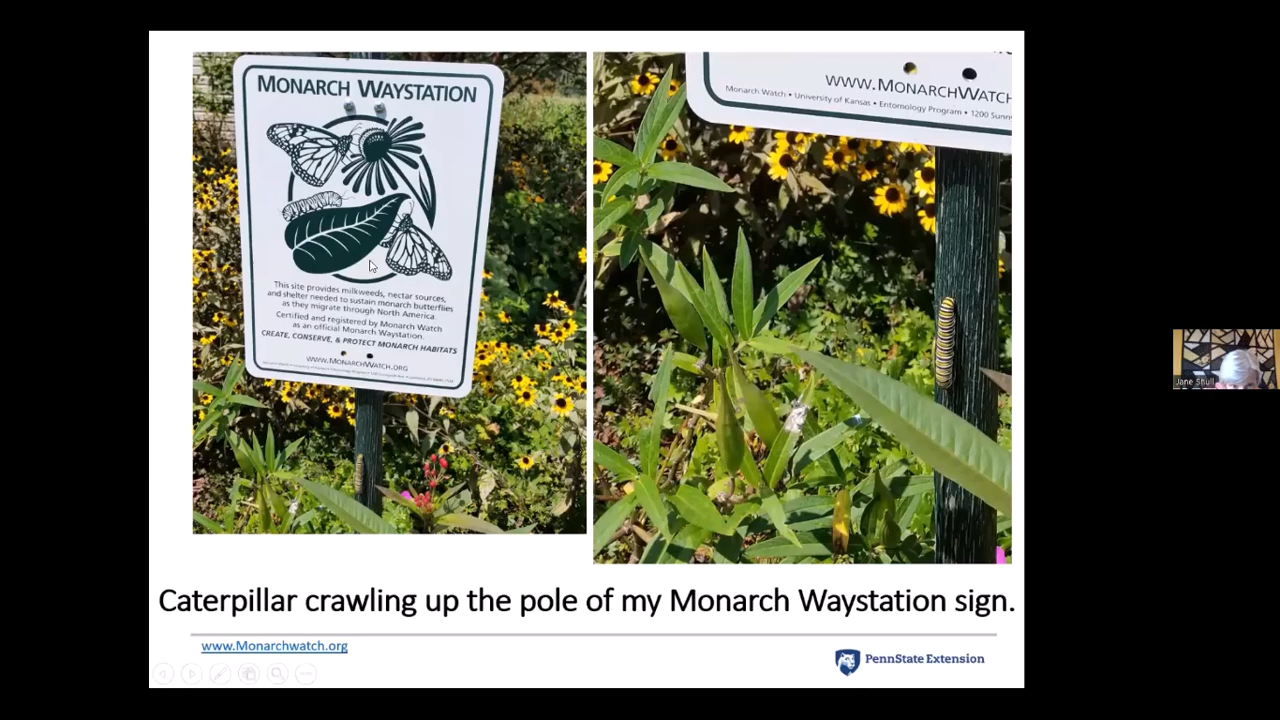 MONARCH WAYSTATION
This site provides milkweeds, nectar sources,
and shelter needed to sustain monarch butterflies
as they migrate through North America.
Certified and registered by Monarch Watch
as an official Monarch Waystation.
CREATE, CONSERVE, & PROTECT MONARCH HABITATS
WWW.MONARCHWATCH.ORG
WWW.MONARCHWATCH
Monarch Watch • University of Kansas • Entomology Program • 1200 Sunn
Jane Shull
Caterpillar crawling up the pole of my Monarch Waystation sign.
www.Monarchwatch.org
PennState Extension